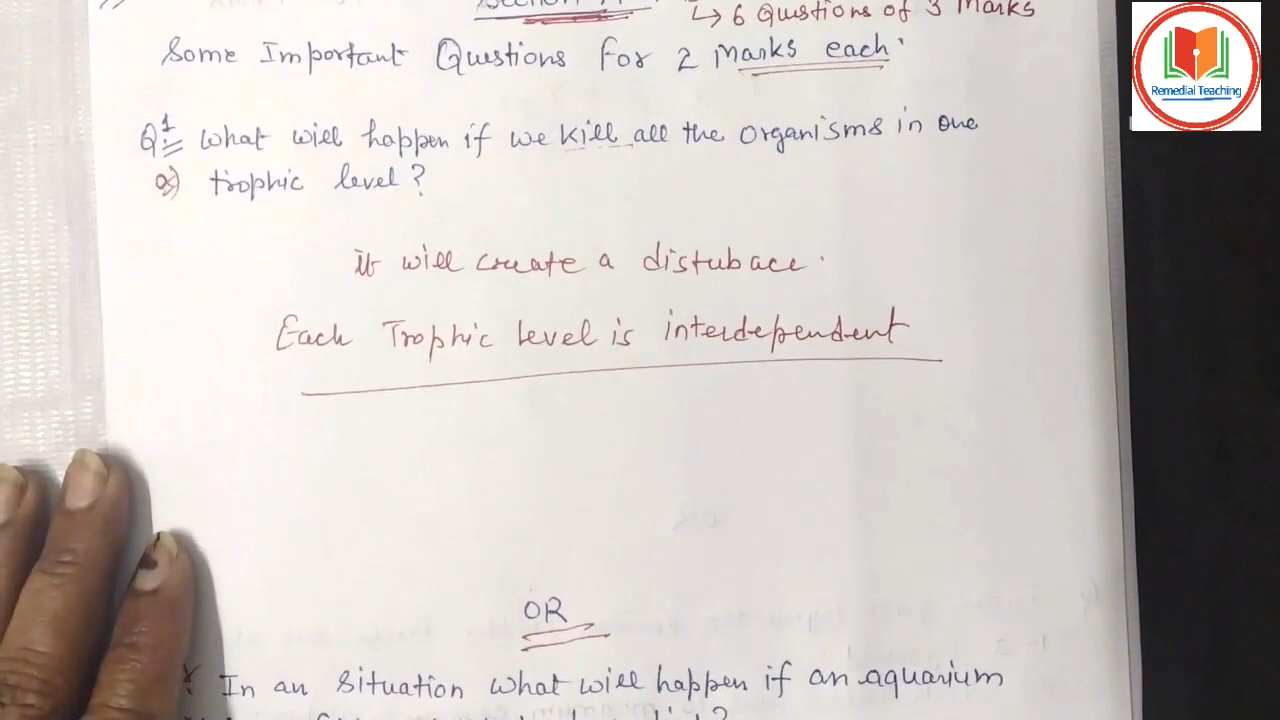 ↳ 6 Questions of 3 Marks
Some Important Questions for 2 Marks each.
Remedial Teaching
Q1 What will happen if we kill all the organisms in one
a) trophic level?
it will create a distubace.
Each Trophic level is interdependent
OR
In an situation what will happen if an aquarium